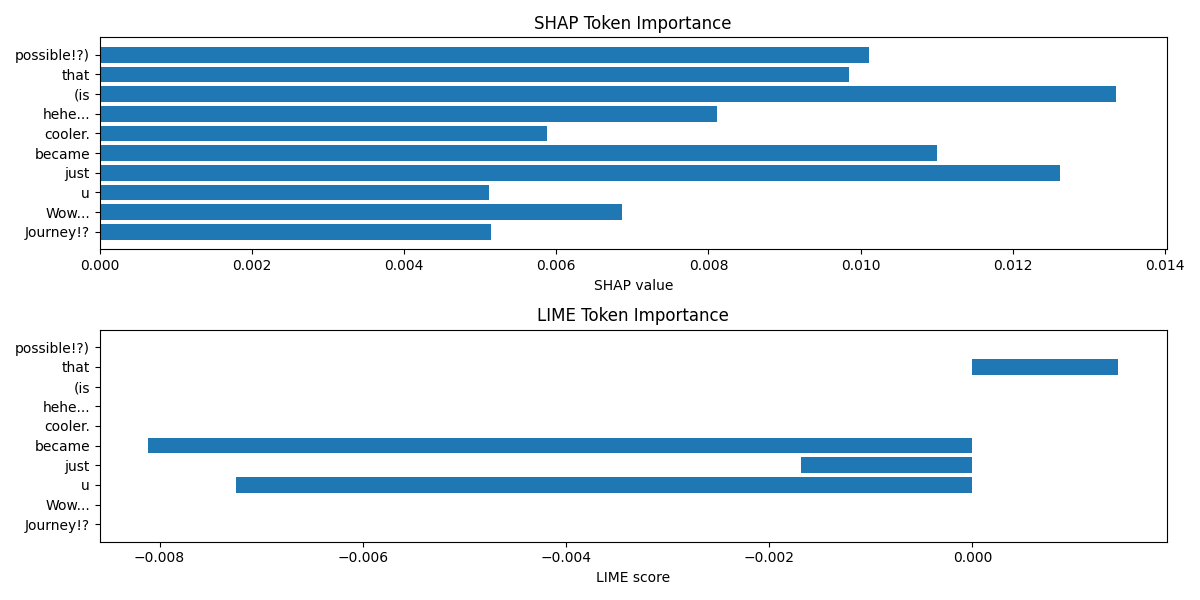 SHAP Token Importance
possible!?)
that
(is
hehe...
cooler.
became
just
u
Wow...
Journey!?
0.000 0.002 0.004 0.006 0.008 0.010 0.012 0.014
SHAP value
LIME Token Importance
possible!?)
that
(is
hehe...
cooler.
became
just
u
Wow...
Journey!?
−0.008 −0.006 −0.004 −0.002 0.000
LIME score